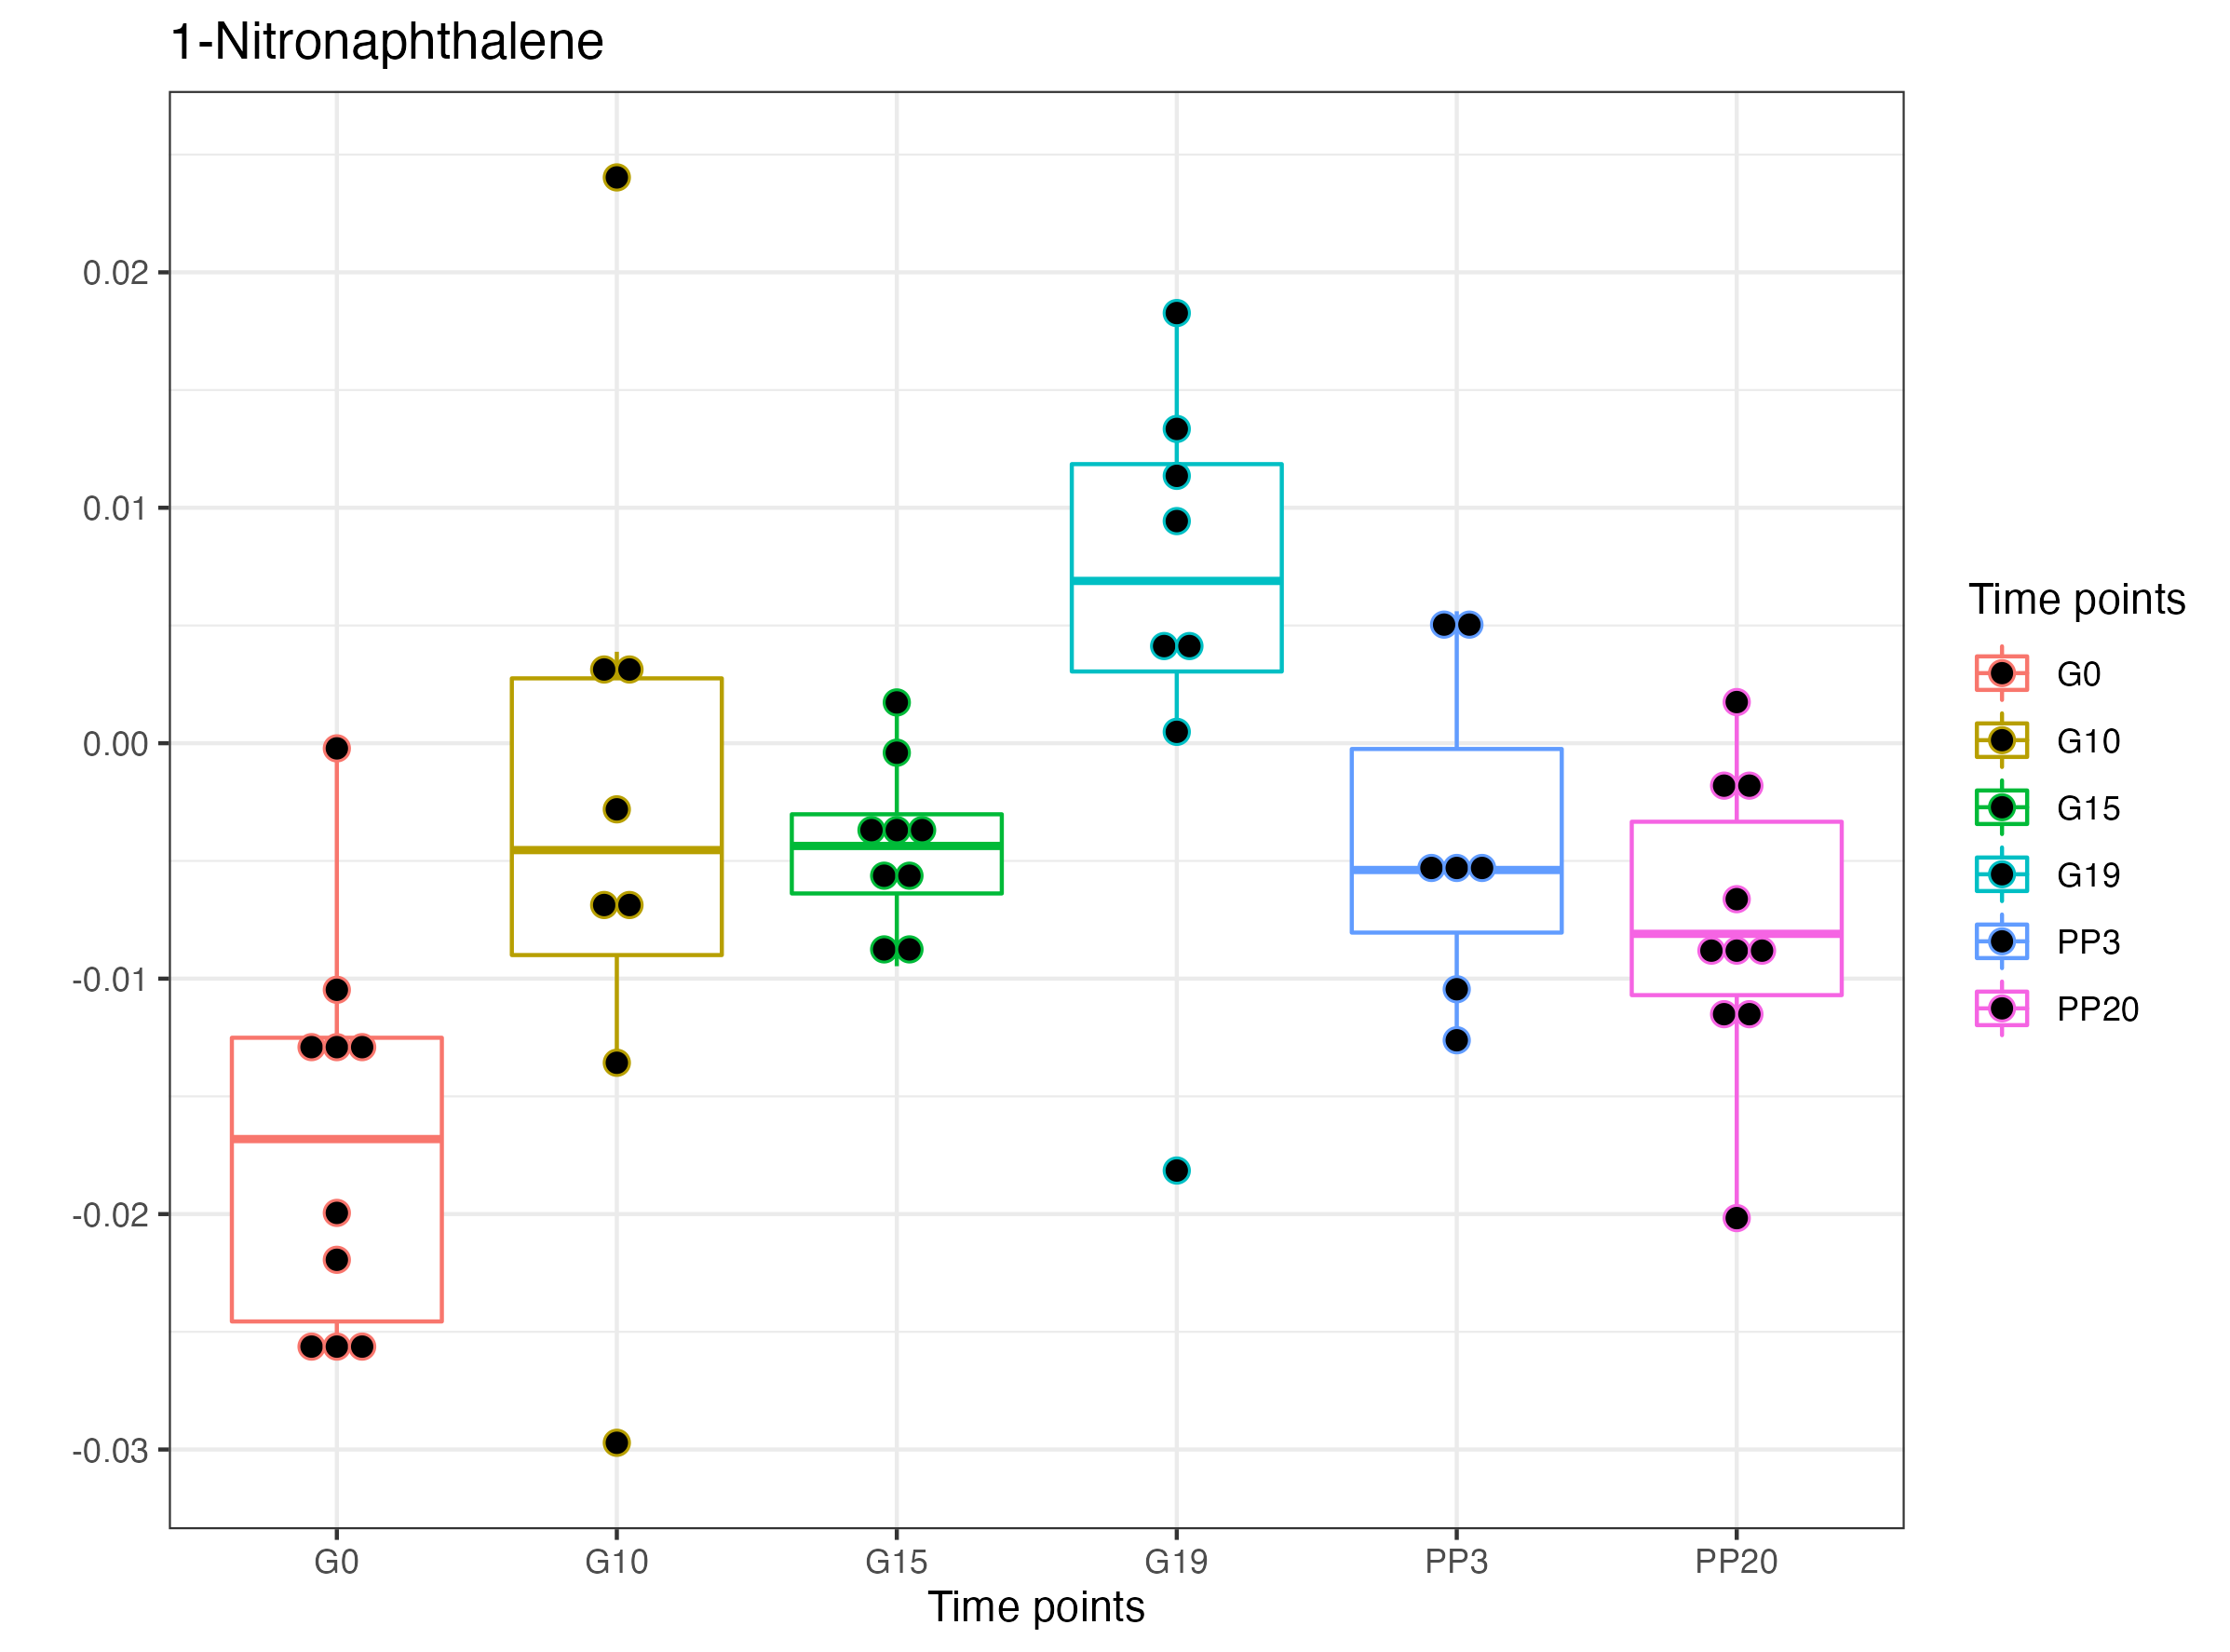 1-Nitronaphthalene
0.02
0.01
0.00
-0.01
-0.02
-0.03
G0 G10 G15 G19 PP3 PP20
Time points
Time points
G0
G10
G15
G19
PP3
PP20